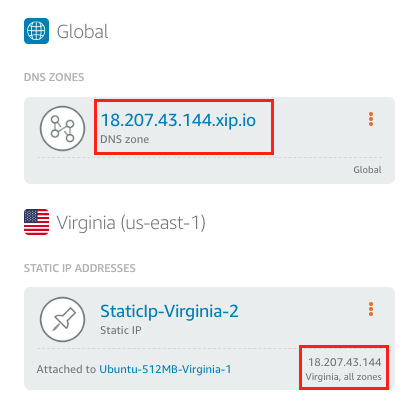 Global
DNS ZONES
18.207.43.144.xip.io
DNS zone
Global
Virginia (us-east-1)
STATIC IP ADDRESSES
StaticIp-Virginia-2
Static IP
Attached to Ubuntu-512MB-Virginia-1
18.207.43.144
Virginia, all zones